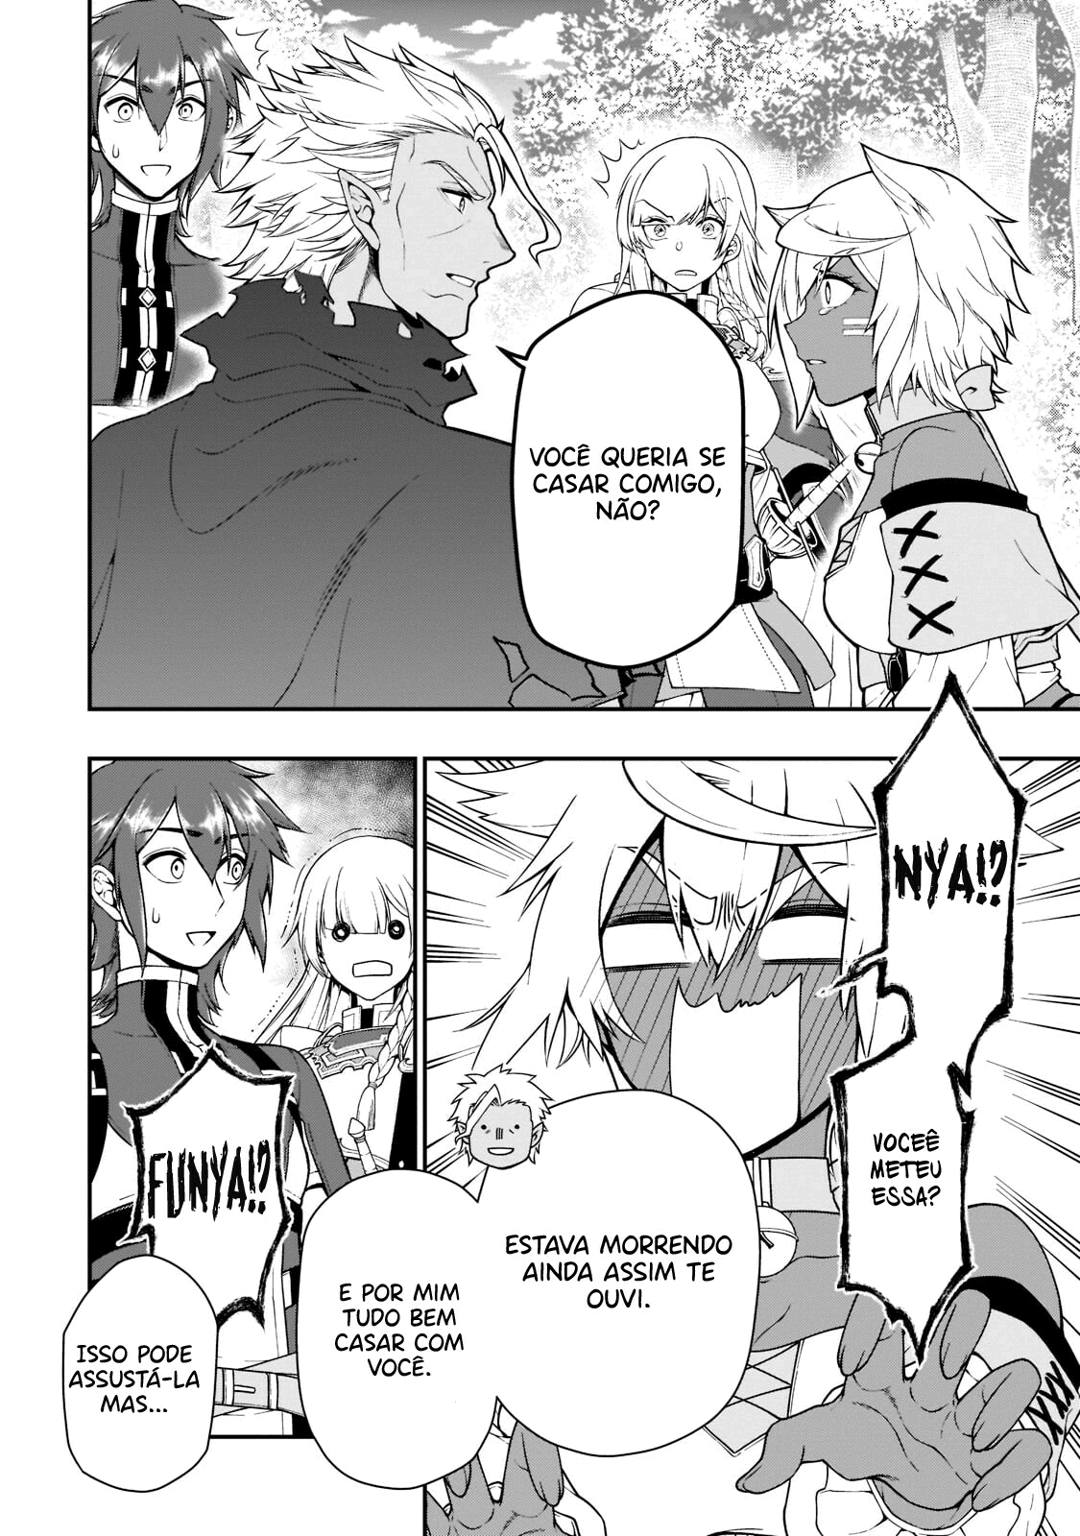 VOCÊ QUERIA SE
CASAR COMIGO,
NÃO?
NYA!?
VOCEÊ
METEU
ESSA?
ESTAVA MORRENDO
AINDA ASSIM TE
OUVI.
E POR MIM
TUDO BEM
CASAR COM
VOCÊ.
FUNYA!?
ISSO PODE
ASSUSTÁ-LA
MAS...